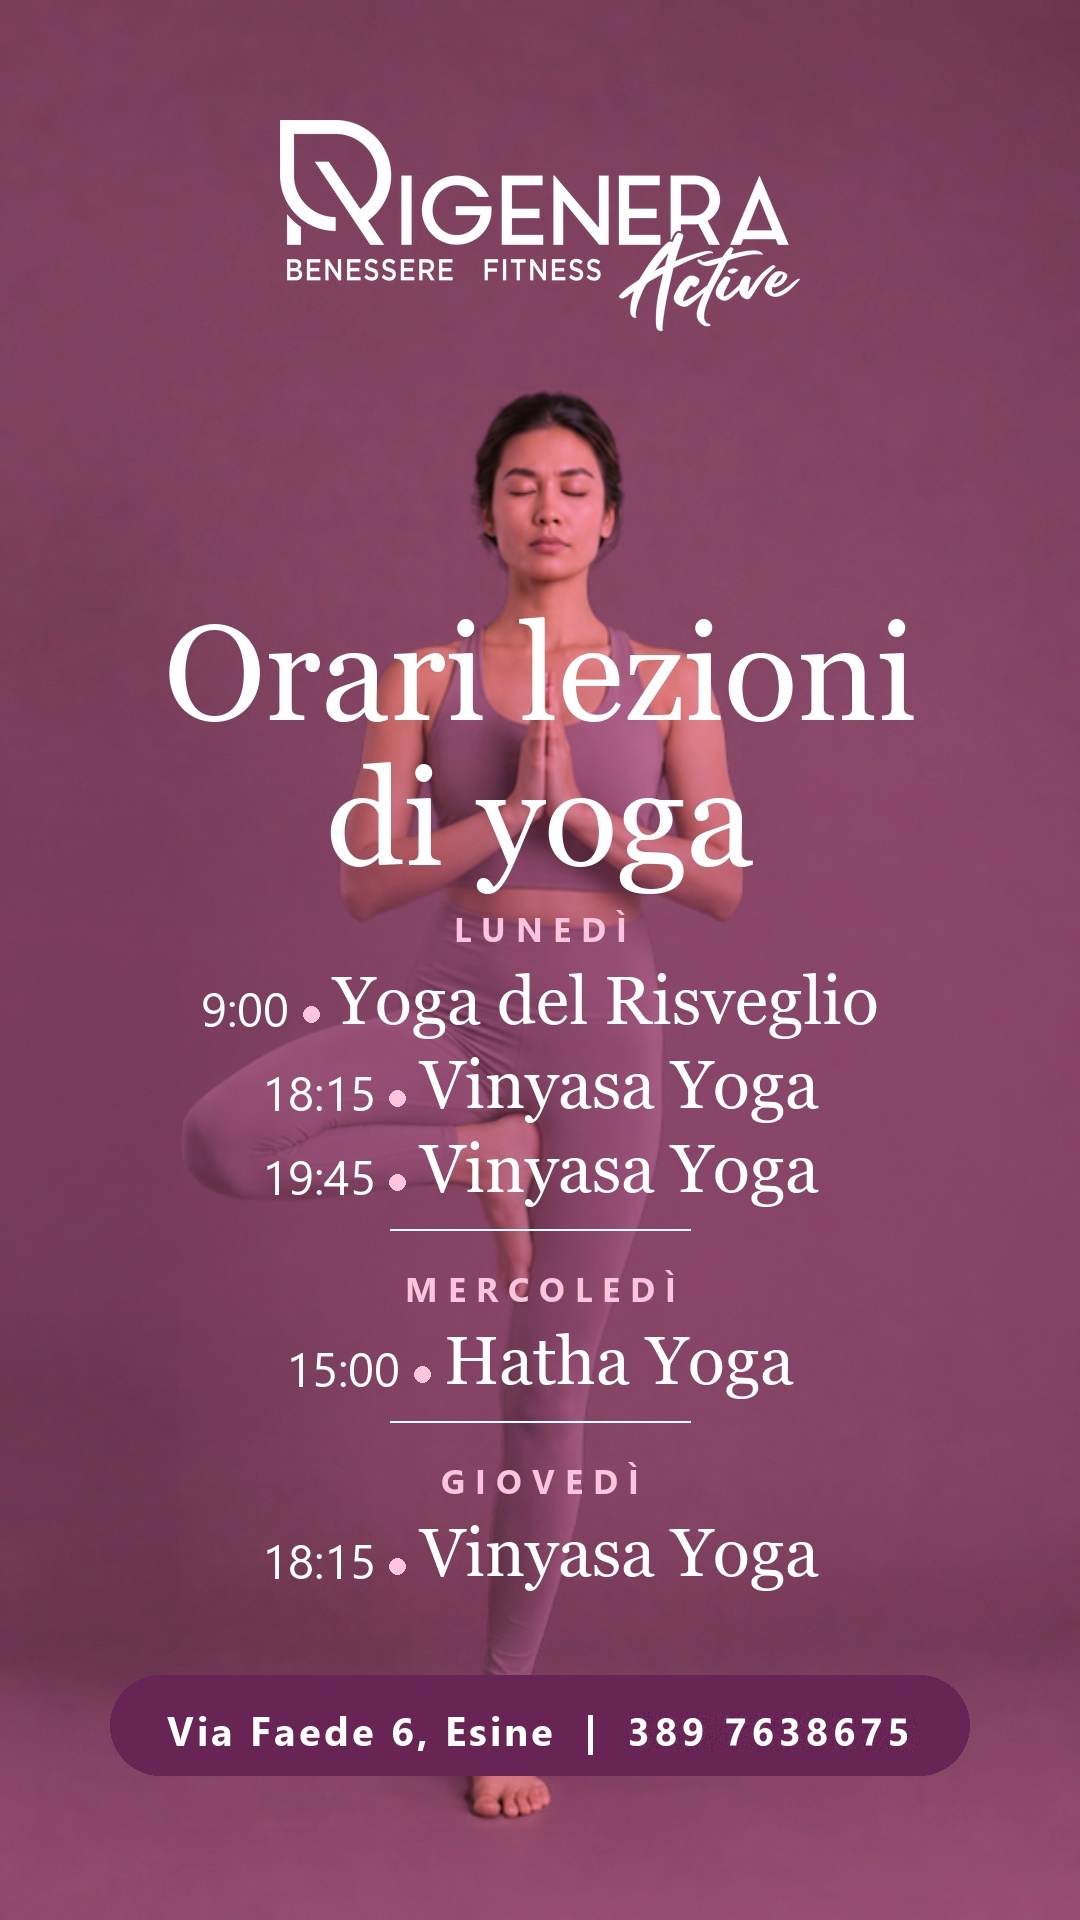 RIGENERA
BENESSERE FITNESS Active
Orari lezioni
di yoga
LUNEDÌ
9:00 • Yoga del Risveglio
18:15 • Vinyasa Yoga
19:45 • Vinyasa Yoga
MERCOLEDÌ
15:00 • Hatha Yoga
GIOVEDÌ
18:15 • Vinyasa Yoga
Via Faede 6, Esine | 389 7638675